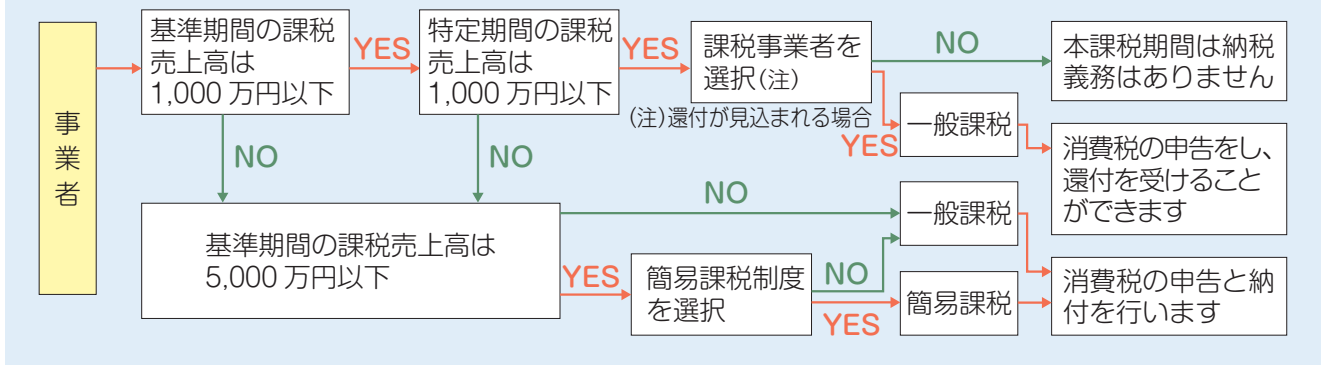 事業者
基準期間の課税
売上高は
1,000 万円以下
YES
特定期間の課税
売上高は
1,000 万円以下
YES
課税事業者を
選択(注)
(注)還付が見込まれる場合
NO
本課税期間は納税
義務はありません
YES
一般課税
消費税の申告をし、
還付を受けること
ができます
NO
NO
基準期間の課税売上高は
5,000 万円以下
NO
一般課税
YES
簡易課税制度
を選択
NO
YES
簡易課税
消費税の申告と納
付を行います